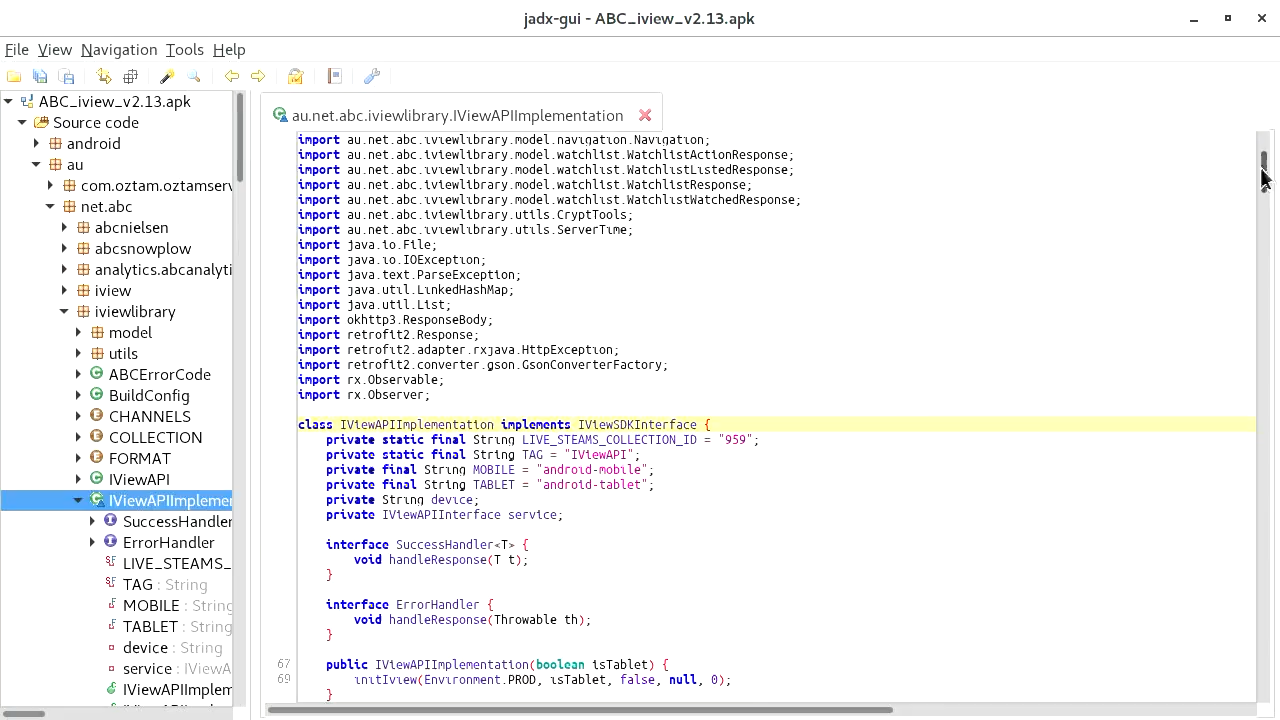 jadx-gui - ABC_iview_v2.13.apk
File View Navigation Tools Help
ABC_iview_v2.13.apk
Source code
android
au
com.oztam.oztamserv
net.abc
abcnielsen
abcsnowplow
analytics.abcanalyti
iview
iviewlibrary
model
utils
ABCErrorCode
BuildConfig
CHANNELS
COLLECTION
FORMAT
IViewAPI
IViewAPIImplemen
SuccessHandler
ErrorHandler
LIVE_STEAMS_
TAG : String
MOBILE : String
TABLET : String
device : String
service : IViewA
IViewAPIImplem
au.net.abc.iviewlibrary.IViewAPIImplementation
import au.net.abc.iviewlibrary.model.navigation.Navigation;
import au.net.abc.iviewlibrary.model.watchlist.WatchlistActionResponse;
import au.net.abc.iviewlibrary.model.watchlist.WatchlistListedResponse;
import au.net.abc.iviewlibrary.model.watchlist.WatchlistResponse;
import au.net.abc.iviewlibrary.model.watchlist.WatchlistWatchedResponse;
import au.net.abc.iviewlibrary.utils.CryptTools;
import au.net.abc.iviewlibrary.utils.ServerTime;
import java.io.File;
import java.io.IOException;
import java.text.ParseException;
import java.util.LinkedHashMap;
import java.util.List;
import okhttp3.ResponseBody;
import retrofit2.Response;
import retrofit2.adapter.rxjava.HttpException;
import retrofit2.converter.gson.GsonConverterFactory;
import rx.Observable;
import rx.Observer;
class IViewAPIImplementation implements IViewSDKInterface {
private static final String LIVE_STEAMS_COLLECTION_ID = "959";
private static final String TAG = "IViewAPI";
private final String MOBILE = "android-mobile";
private final String TABLET = "android-tablet";
private String device;
private IViewAPIInterface service;
interface SuccessHandler<T> {
void handleResponse(T t);
}
interface ErrorHandler {
void handleResponse(Throwable th);
}
67 public IViewAPIImplementation(boolean isTablet) {
69 initIview(Environment.PROD, isTablet, false, null, 0);
}